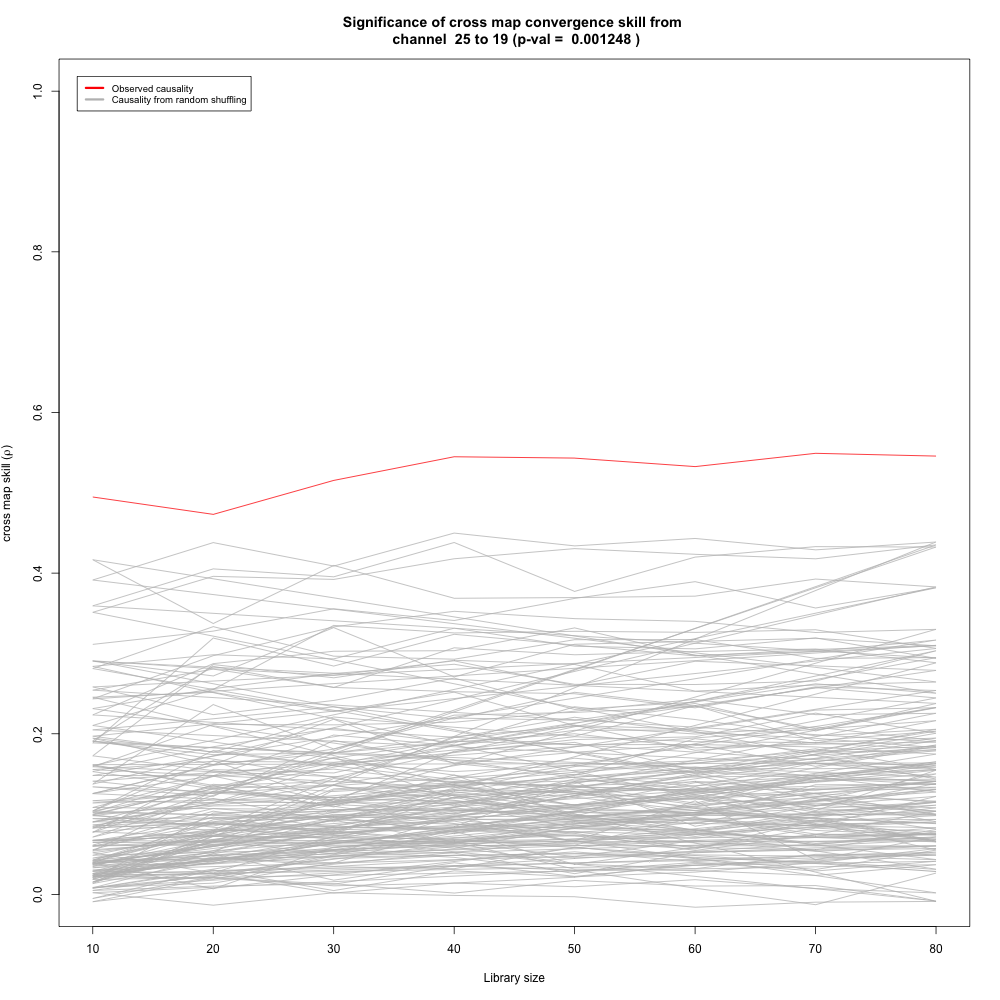 Significance of cross map convergence skill from
channel  25 to 19 (p-val =  0.001248 )
Observed causality
Causality from random shuffling
1.0
0.8
0.6
0.4
0.2
0.0
cross map skill (ρ)
10 20 30 40 50 60 70 80
Library size